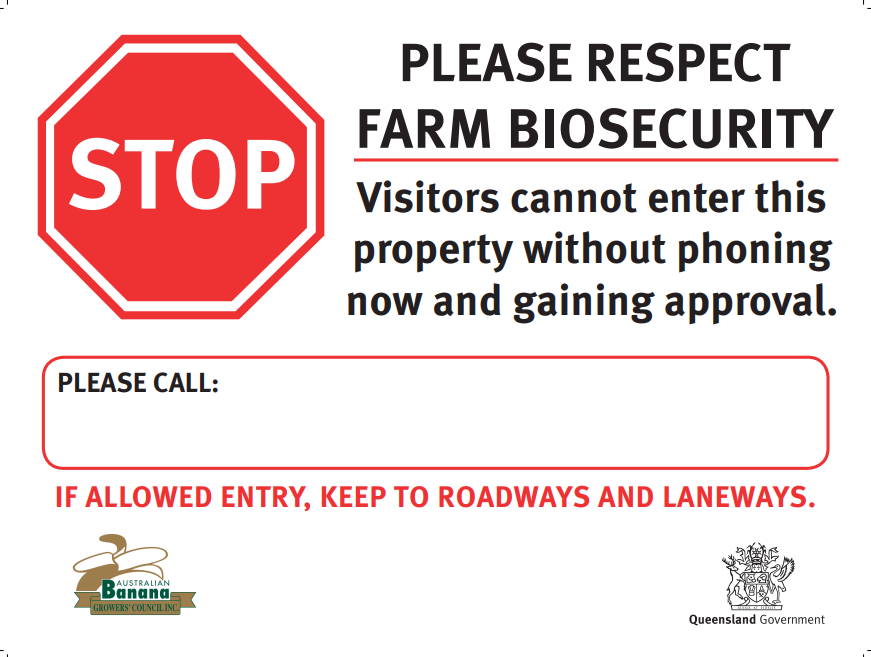 STOP
PLEASE RESPECT
FARM BIOSECURITY
Visitors cannot enter this
property without phoning
now and gaining approval.
PLEASE CALL:
IF ALLOWED ENTRY, KEEP TO ROADWAYS AND LANEWAYS.
AUSTRALIAN
Banana
GROWERS' COUNCIL INC.
Queensland Government